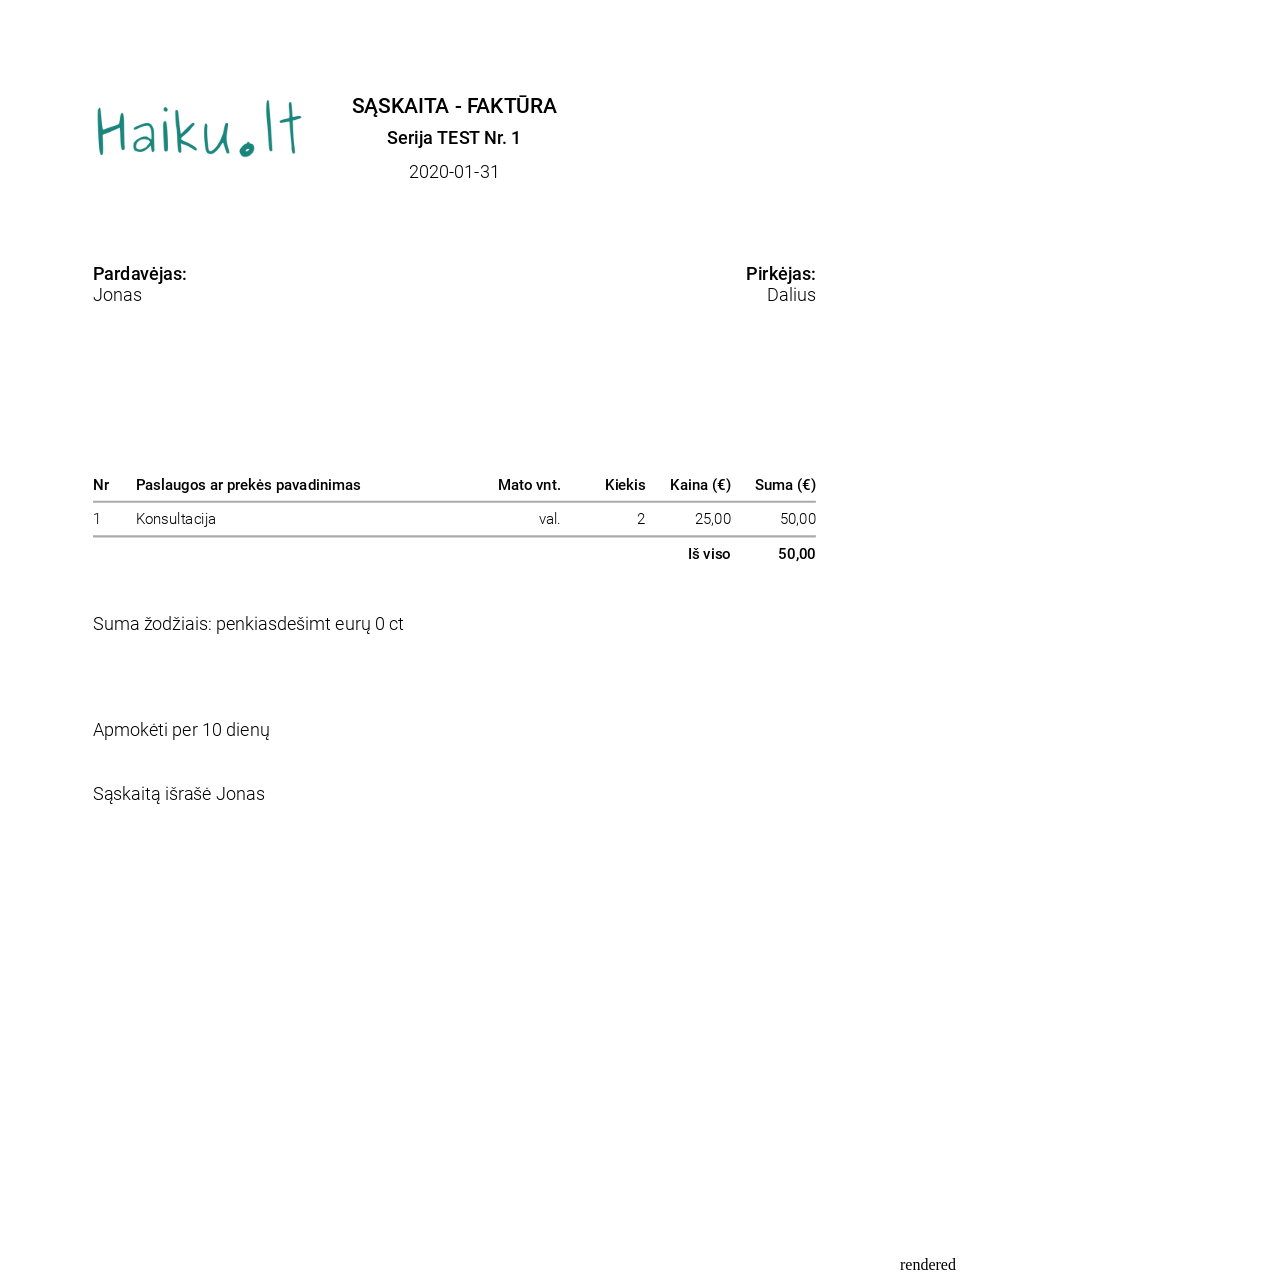 Haiku.lt
SĄSKAITA - FAKTŪRA
Serija TEST Nr. 1
2020-01-31
Pardavėjas:
Jonas
Pirkėjas:
Dalius
Nr Paslaugos ar prekės pavadinimas Mato vnt. Kiekis Kaina (€) Suma (€)
1 Konsultacija val. 2 25,00 50,00
Iš viso 50,00
Suma žodžiais: penkiasdešimt eurų 0 ct
Apmokėti per 10 dienų
Sąskaitą išrašė Jonas
rendered